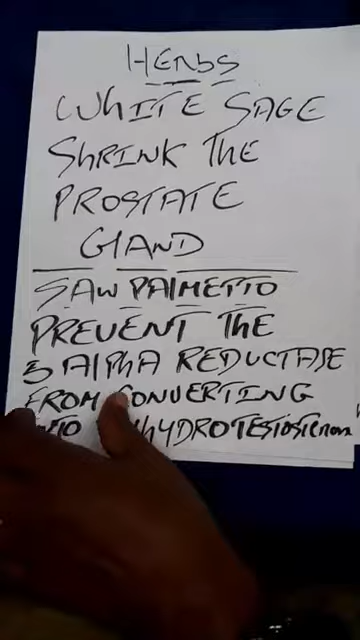 HERbS
WHITE SAGE
SHRINK THE
PROSTATE
GlAND
SAW PAlMETTO
PREVENT THE
5 AlPhA REDUCTASE
FROM CONVERTING
hYDROTESTOSTERONE